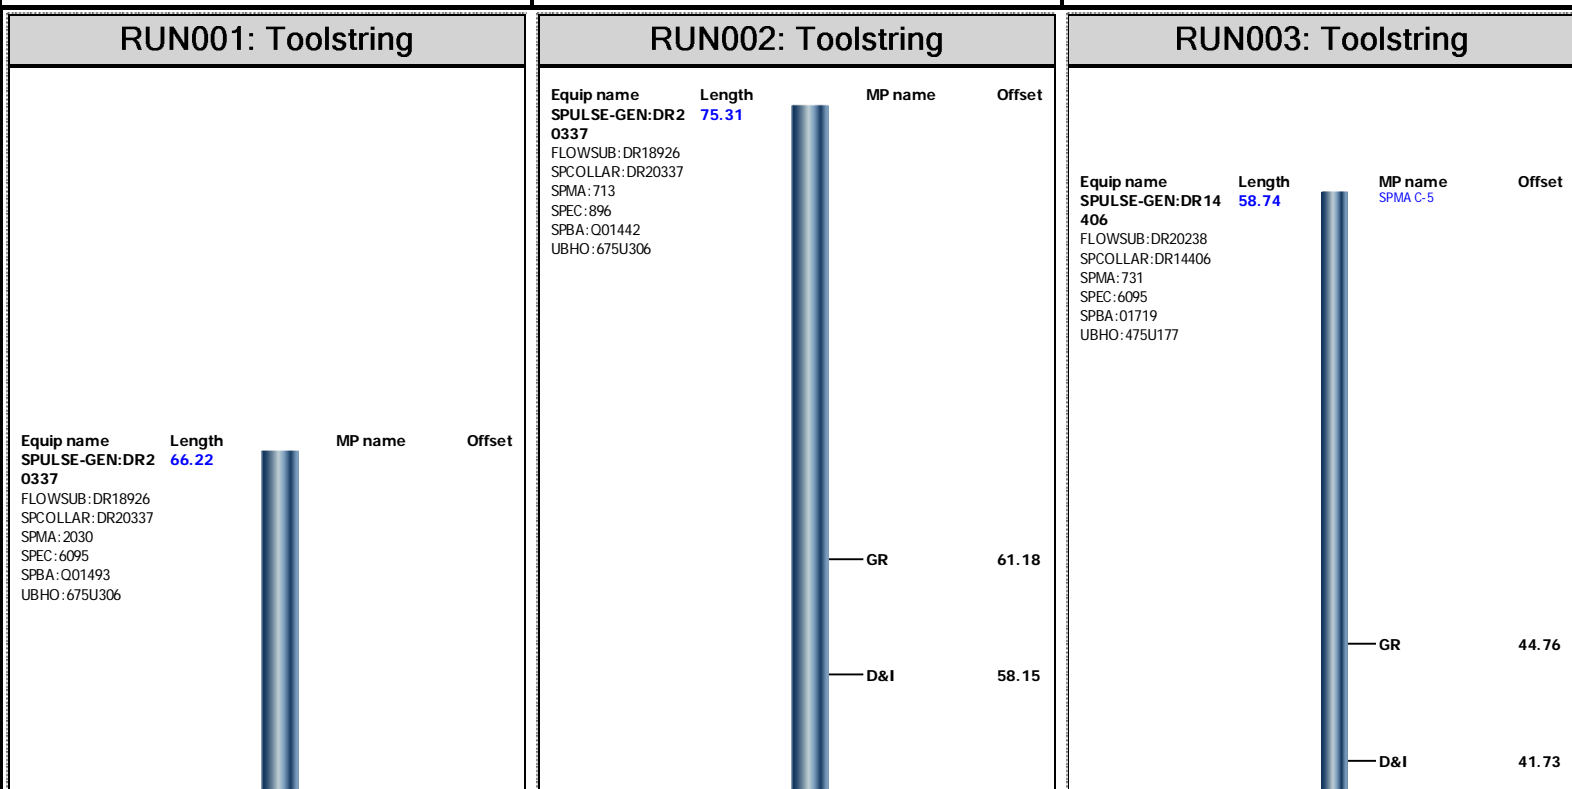 RUN001: Toolstring
Equip name Length MP name Offset
SPULSE-GEN:DR2 66.22
0337
FLOWSUB:DR18926
SPCOLLAR:DR20337
SPMA:2030
SPEC:6095
SPBA:Q01493
UBHO:675U306
RUN002: Toolstring
Equip name Length MP name Offset
SPULSE-GEN:DR2 75.31
0337
FLOWSUB:DR18926
SPCOLLAR:DR20337
SPMA:713
SPEC:896
SPBA:Q01442
UBHO:675U306
GR 61.18
D&I 58.15
RUN003: Toolstring
Equip name Length MP name Offset
SPULSE-GEN:DR14 58.74 SPMA C-5
406
FLOWSUB:DR20238
SPCOLLAR:DR14406
SPMA:731
SPEC:6095
SPBA:01719
UBHO:475U177
GR 44.76
D&I 41.73